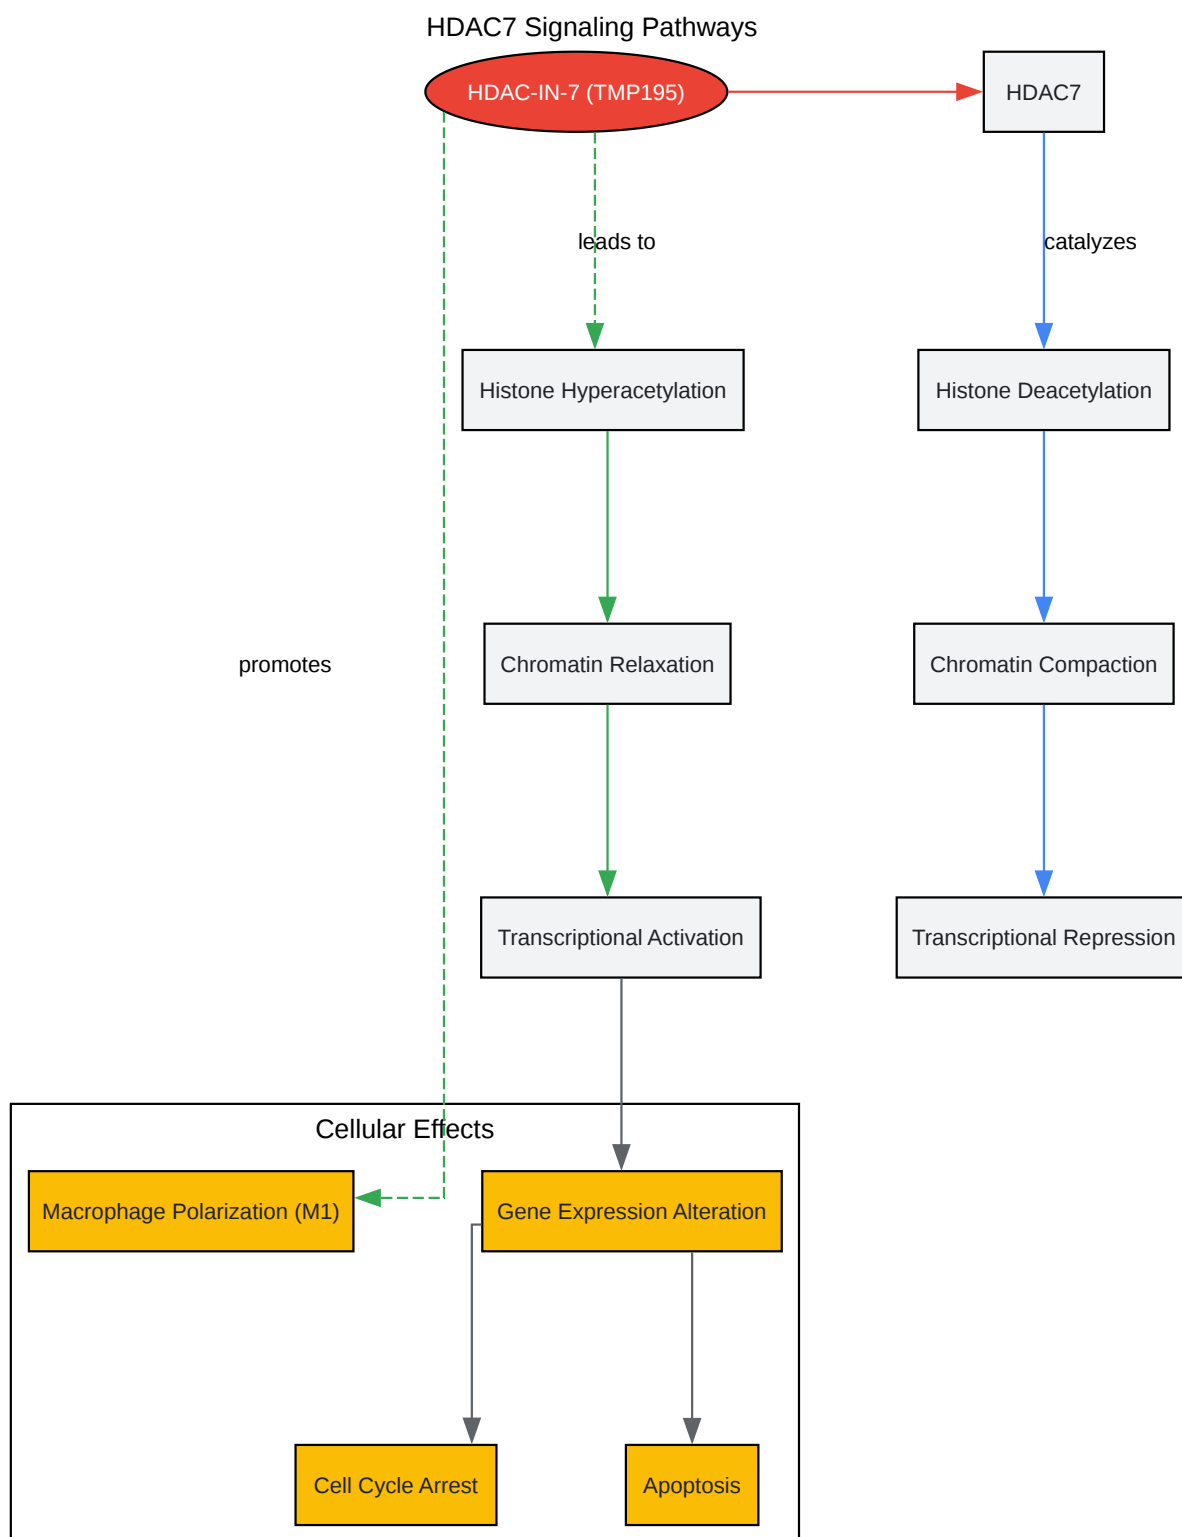 HDAC7 Signaling Pathways
HDAC-IN-7 (TMP195)
HDAC7
leads to
catalyzes
Histone Hyperacetylation
Histone Deacetylation
promotes
Chromatin Relaxation
Chromatin Compaction
Transcriptional Activation
Transcriptional Repression
Cellular Effects
Macrophage Polarization (M1)
Gene Expression Alteration
Cell Cycle Arrest
Apoptosis